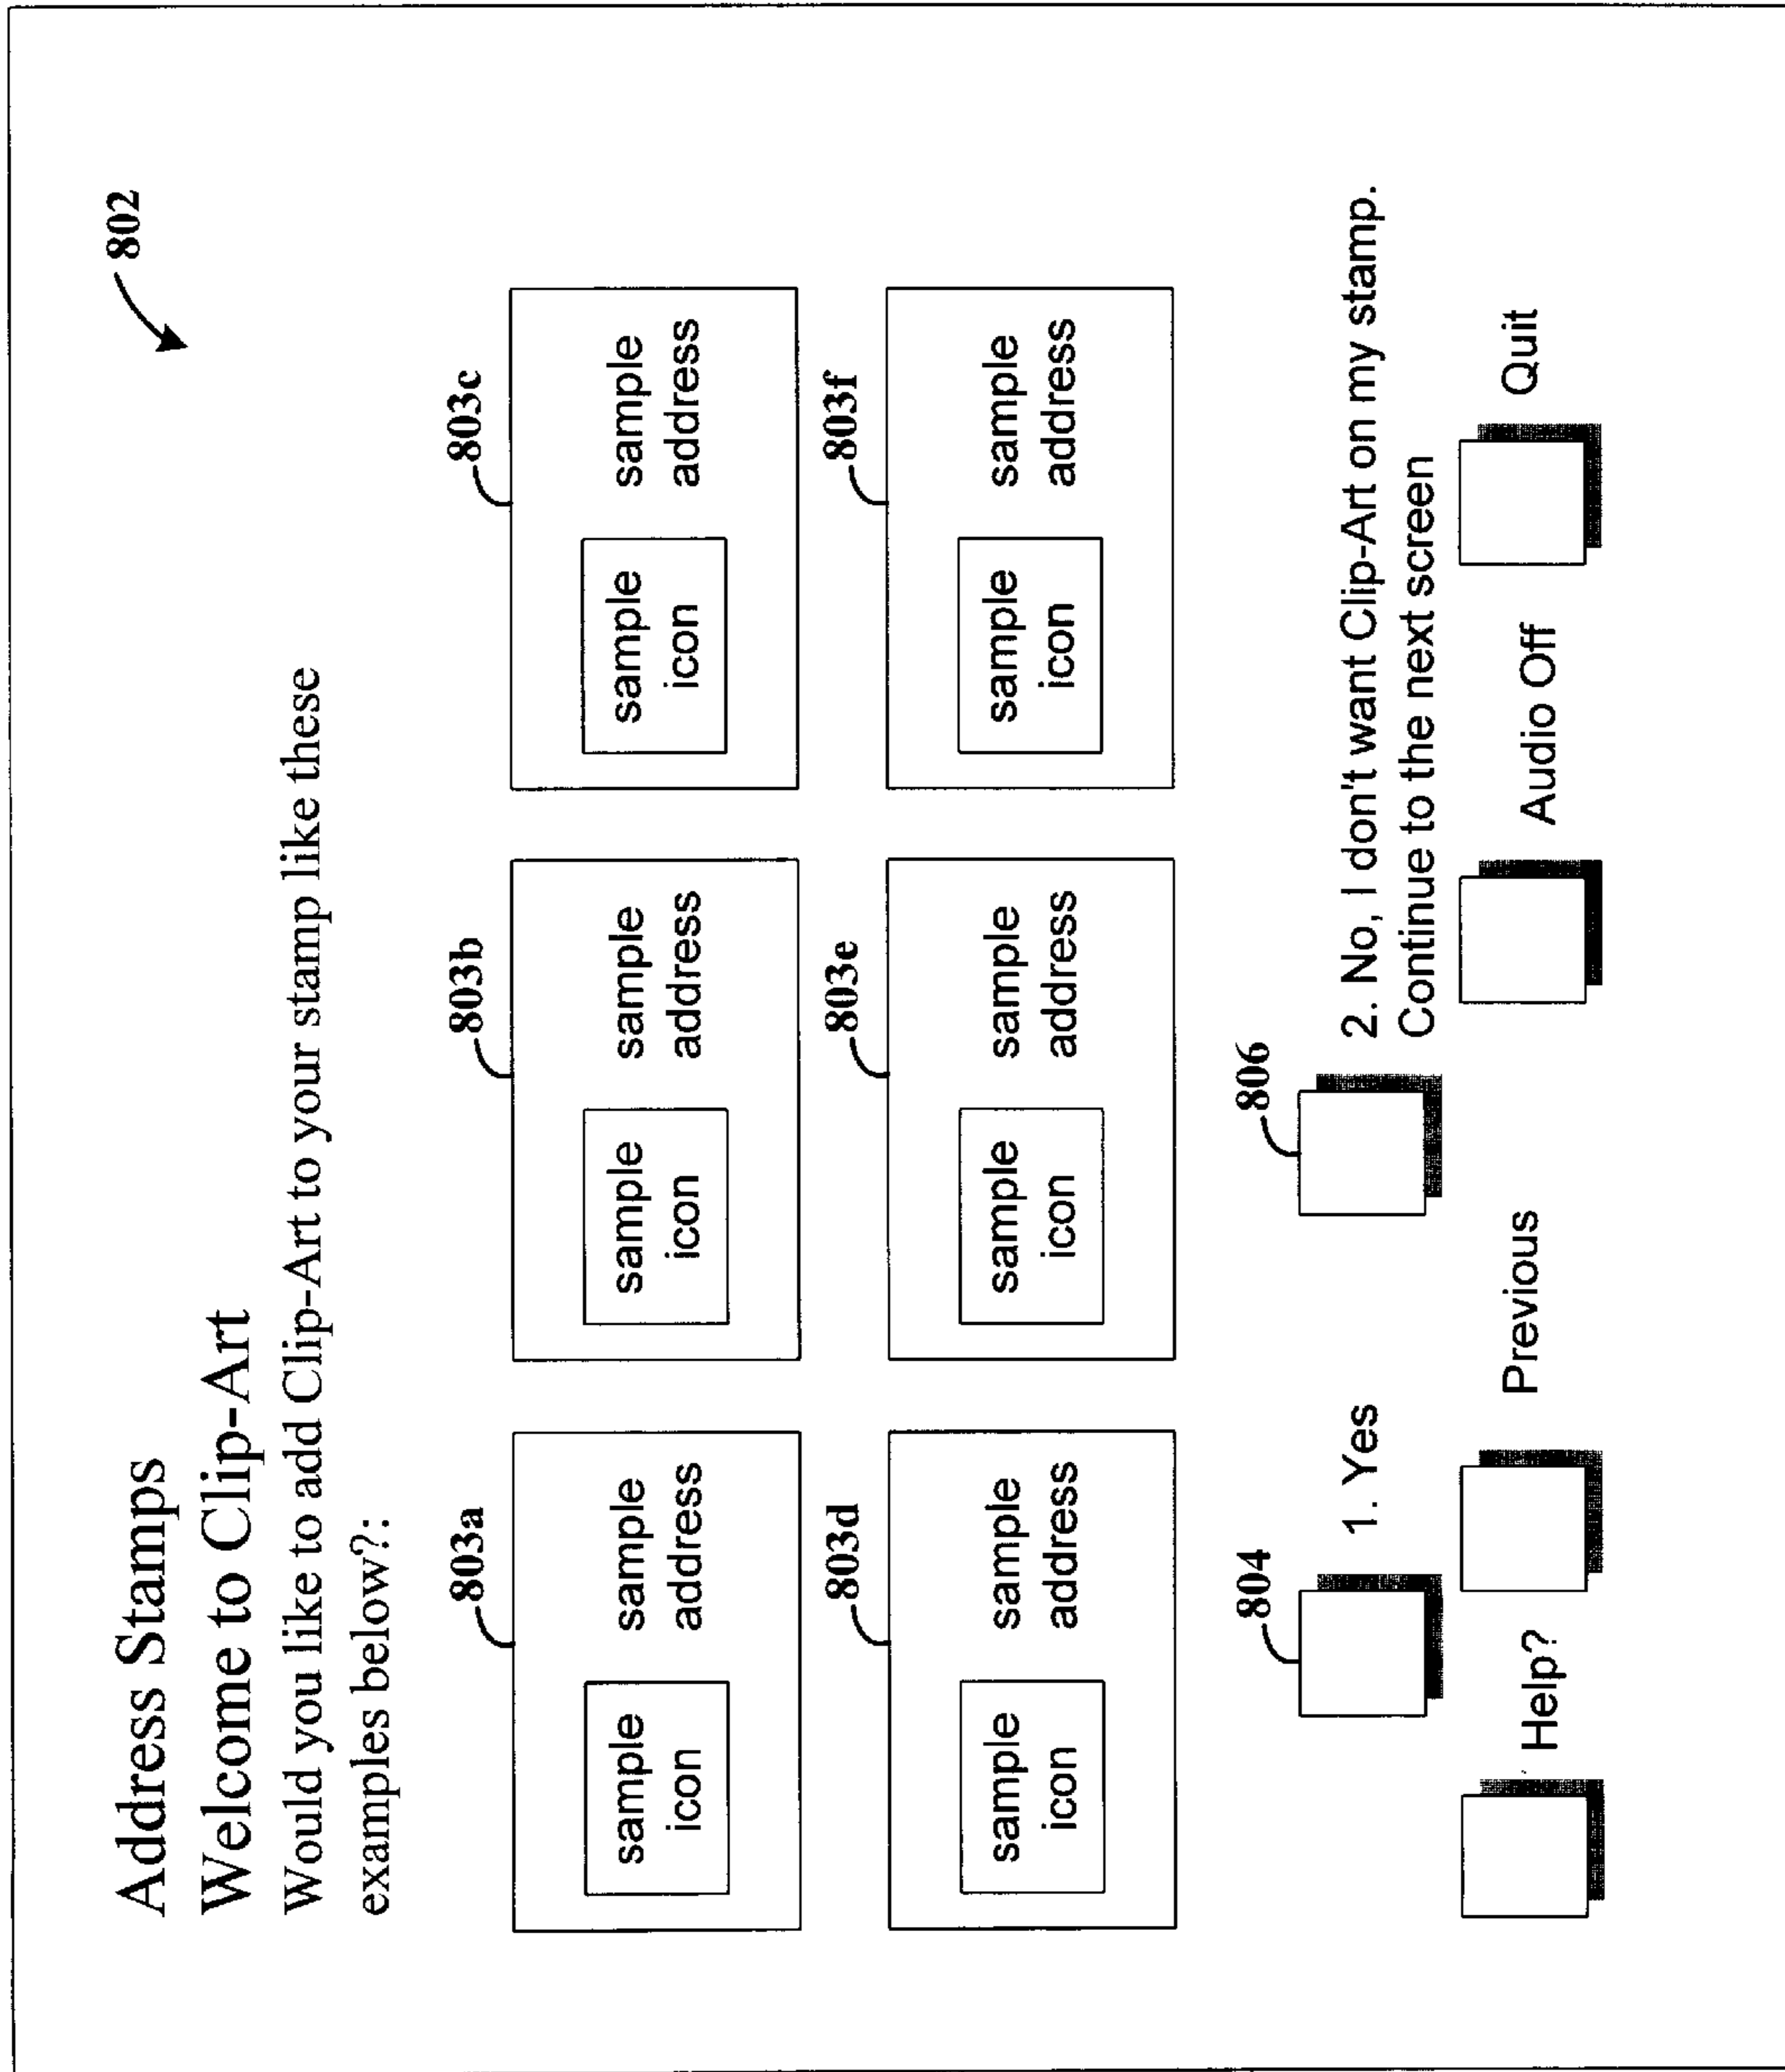 802
Address Stamps
Welcome to Clip-Art
Would you like to add Clip-Art to your stamp like these
examples below?:
803a
sample
icon
sample
address
803b
sample
icon
sample
address
803c
sample
icon
sample
address
803d
sample
icon
sample
address
803e
sample
icon
sample
address
803f
sample
icon
sample
address
804
1. Yes
806
2. No, I don't want Clip-Art on my stamp.
Continue to the next screen
Help?
Previous
Audio Off
Quit